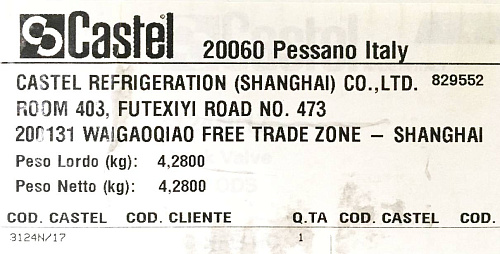 Castel 20060 Pessano Italy
CASTEL REFRIGERATION (SHANGHAI) CO.,LTD. 829552
ROOM 403, FUTEXIYI ROAD NO. 473
200131 WAIGAOQIAO FREE TRADE ZONE – SHANGHAI
Peso Lordo (kg): 4,2800
Peso Netto (kg): 4,2800
COD. CASTEL COD. CLIENTE Q.TA COD. CASTEL COD.
3124N/17 1